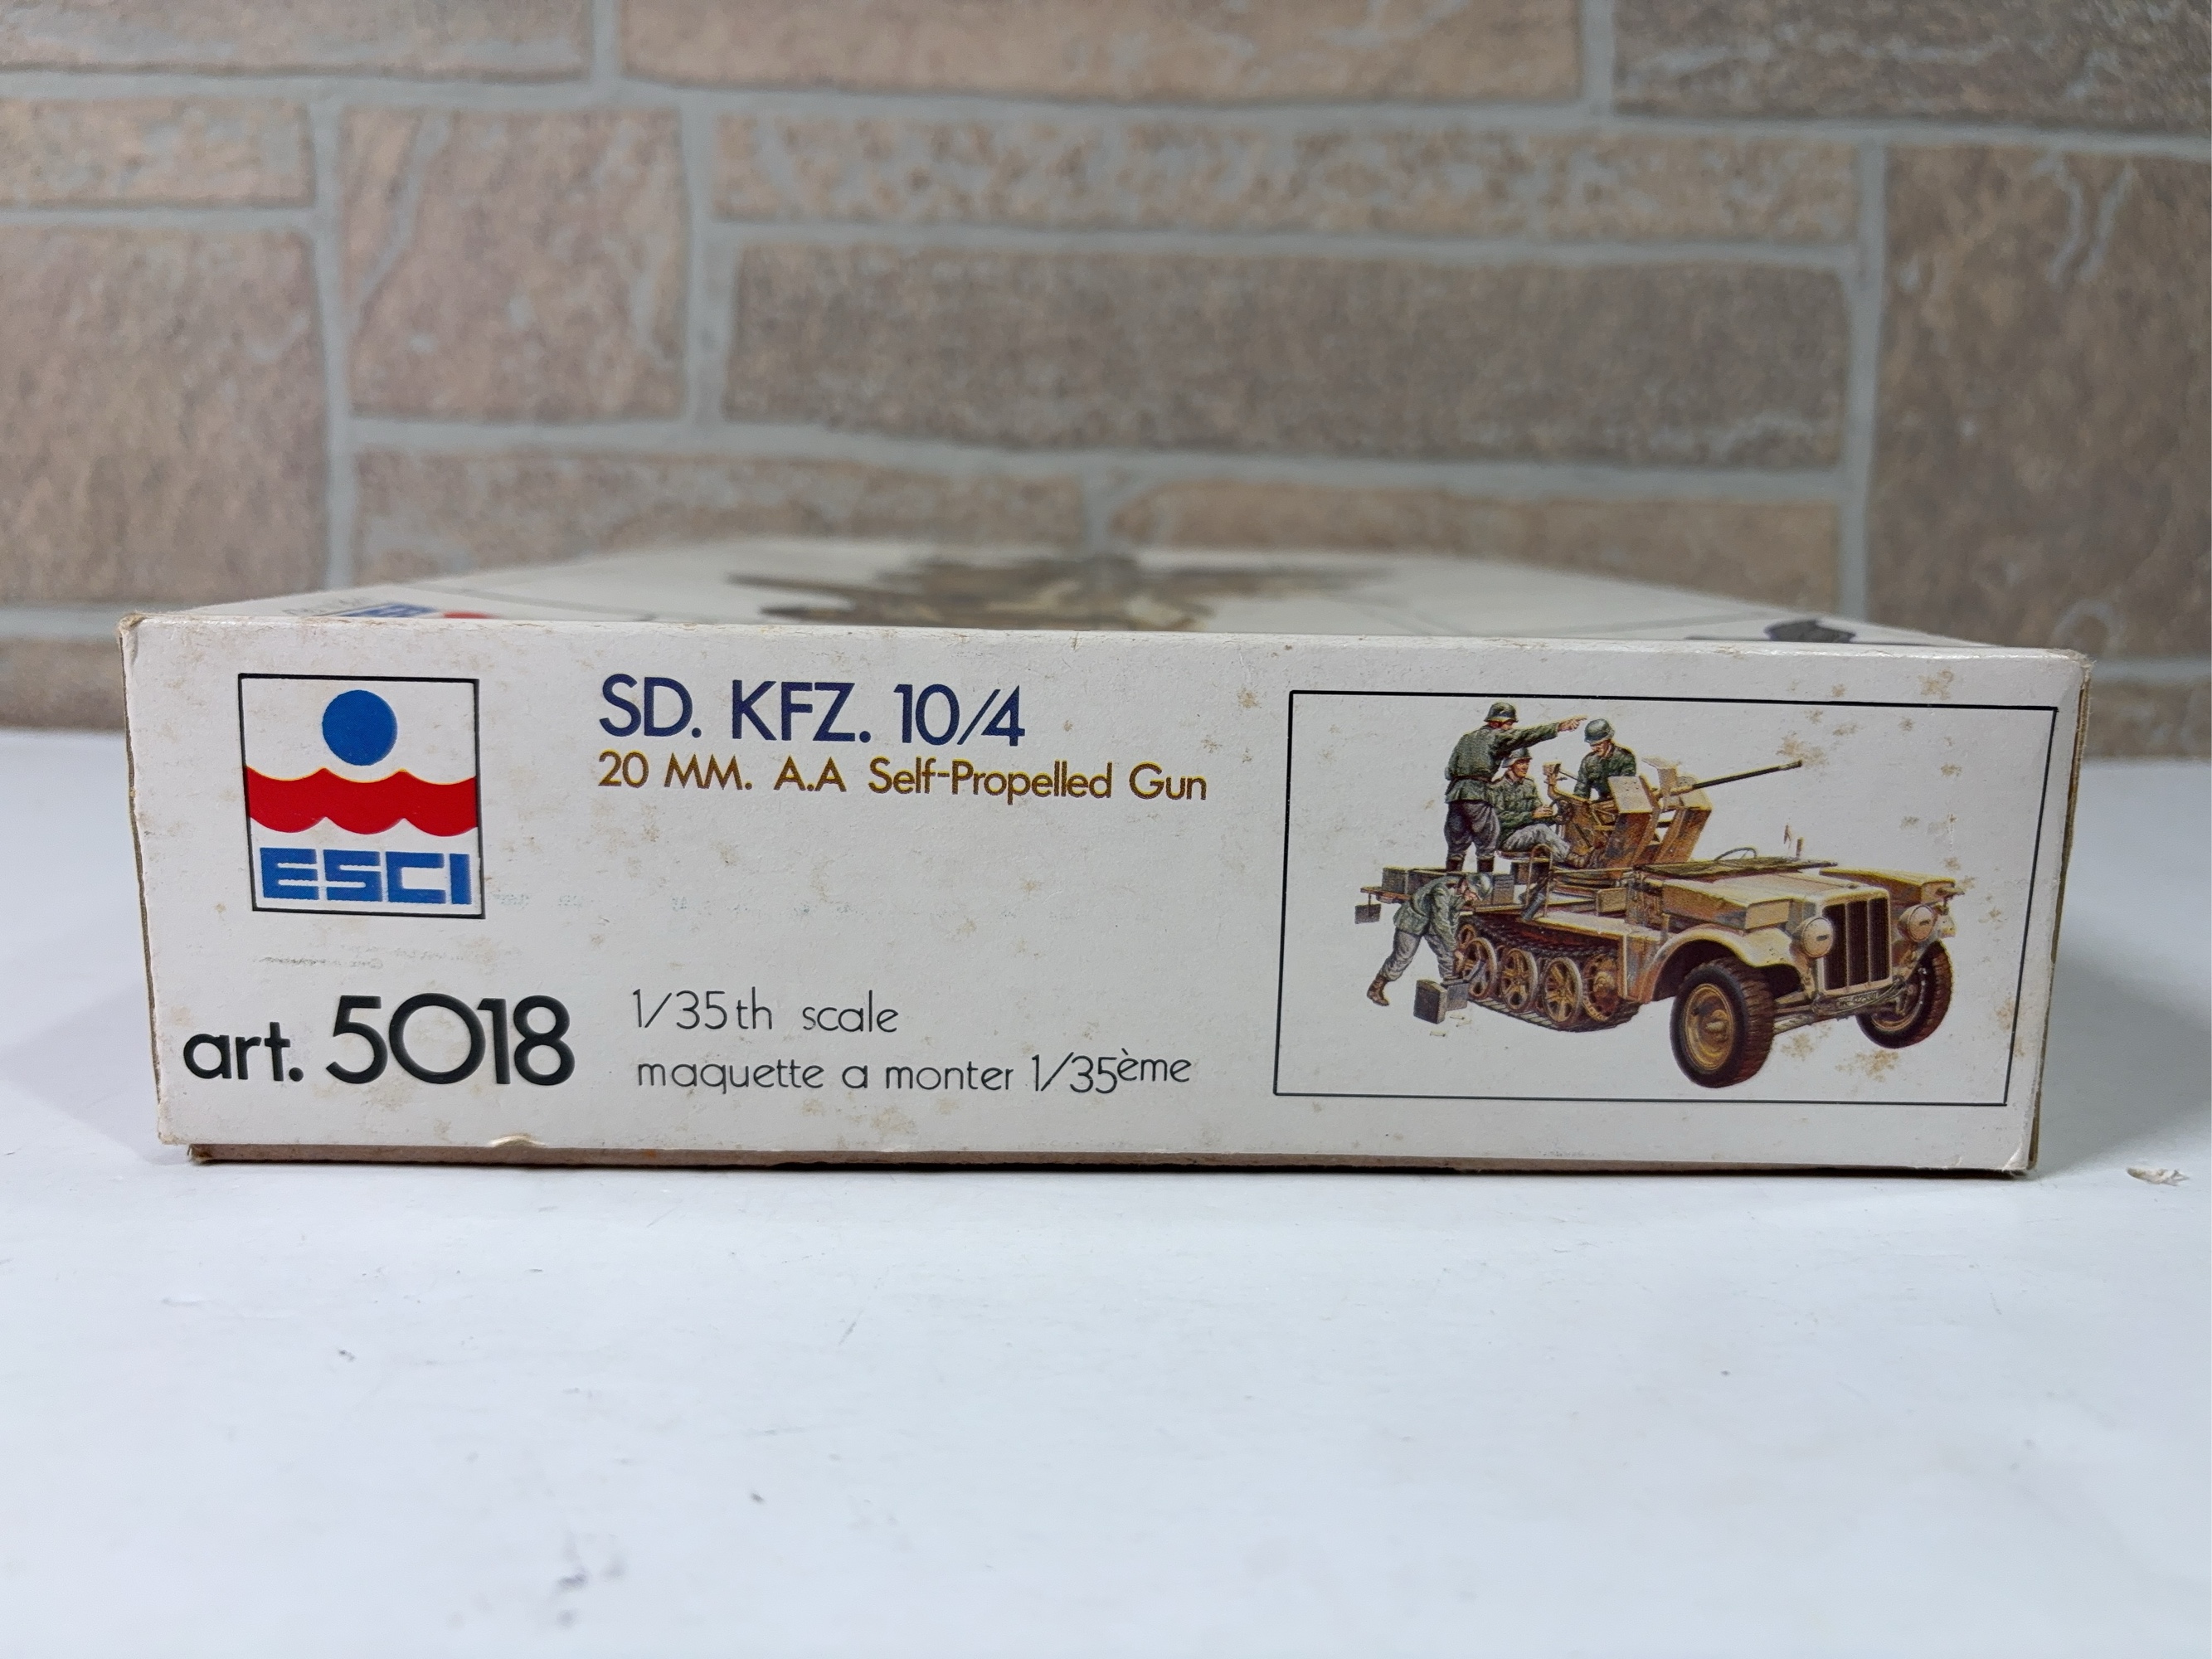 ESCI
SD. KFZ. 10/4
20 MM. A.A Self-Propelled Gun
art. 5018
1/35th scale
maquette a monter 1/35ème